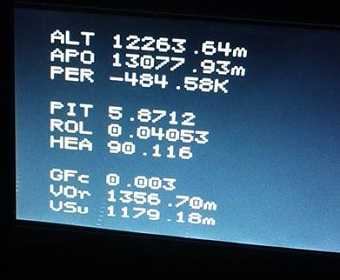 ALT 12263.64m
APO 13077.93m
PER -484.58K
PIT 5.8712
ROL 0.04053
HEA 90.116
GFc 0.003
VOr 1356.70m
VSu 1179.18m